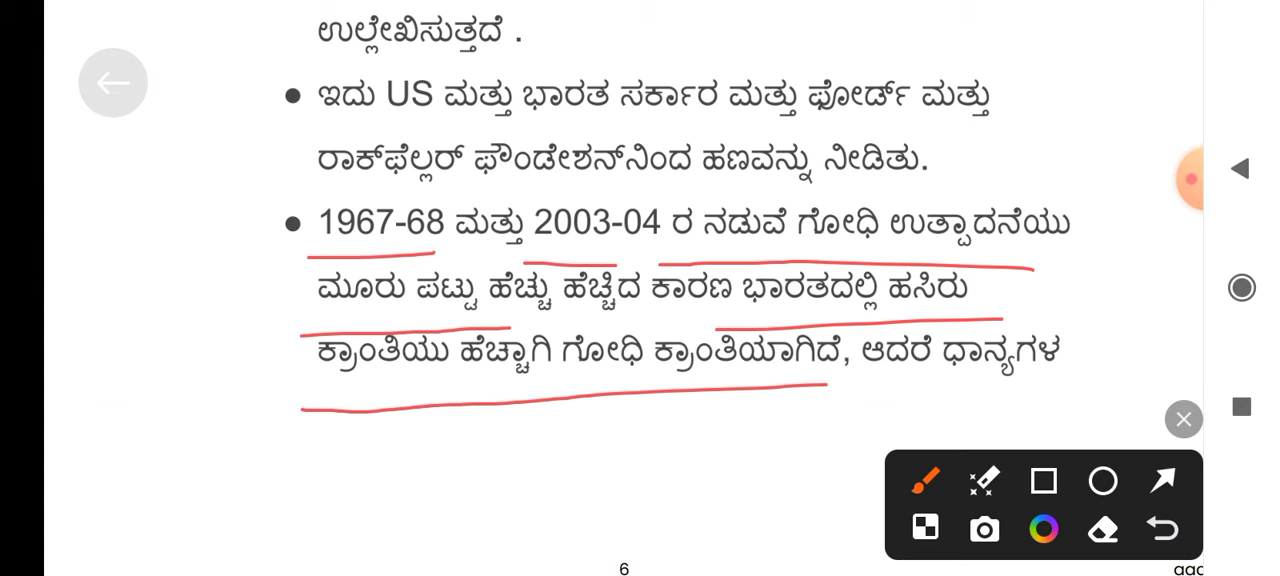 ಉಲ್ಲೇಖಿಸುತ್ತದೆ .
● ಇದು US ಮತ್ತು ಭಾರತ ಸರ್ಕಾರ ಮತ್ತು ಫೋರ್ಡ್ ಮತ್ತು
ರಾಕ್‌ಫೆಲ್ಲರ್ ಫೌಂಡೇಶನ್‌ನಿಂದ ಹಣವನ್ನು ನೀಡಿತು.
● 1967-68 ಮತ್ತು 2003-04 ರ ನಡುವೆ ಗೋಧಿ ಉತ್ಪಾದನೆಯು
ಮೂರು ಪಟ್ಟು ಹೆಚ್ಚು ಹೆಚ್ಚಿದ ಕಾರಣ ಭಾರತದಲ್ಲಿ ಹಸಿರು
ಕ್ರಾಂತಿಯು ಹೆಚ್ಚಾಗಿ ಗೋಧಿ ಕ್ರಾಂತಿಯಾಗಿದೆ, ಆದರೆ ಧಾನ್ಯಗಳ
6